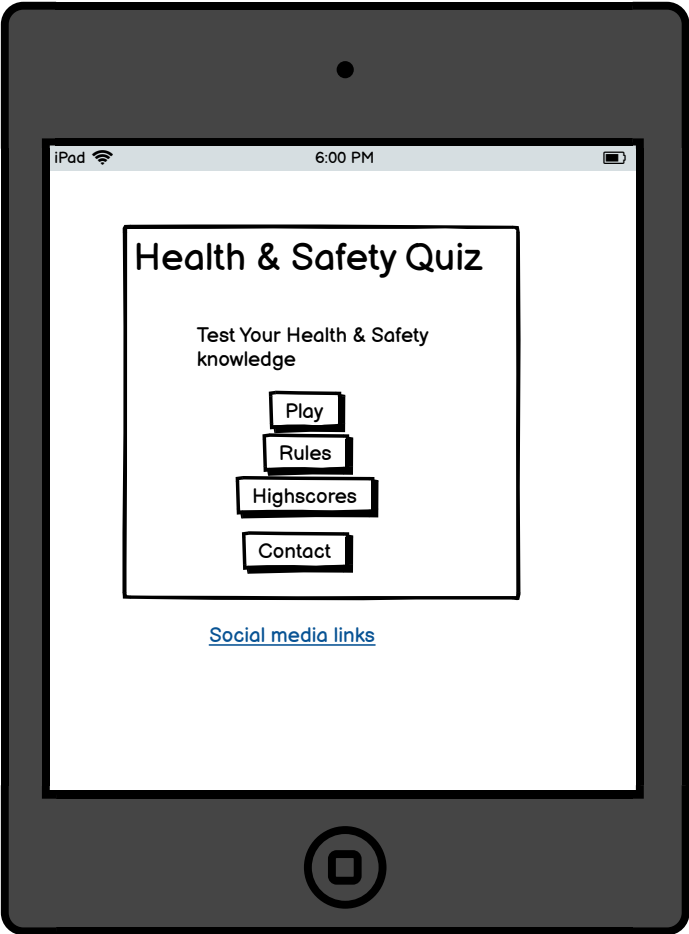 iPad 6:00 PM
Health & Safety Quiz
Test Your Health & Safety
knowledge
Play
Rules
Highscores
Contact
Social media links